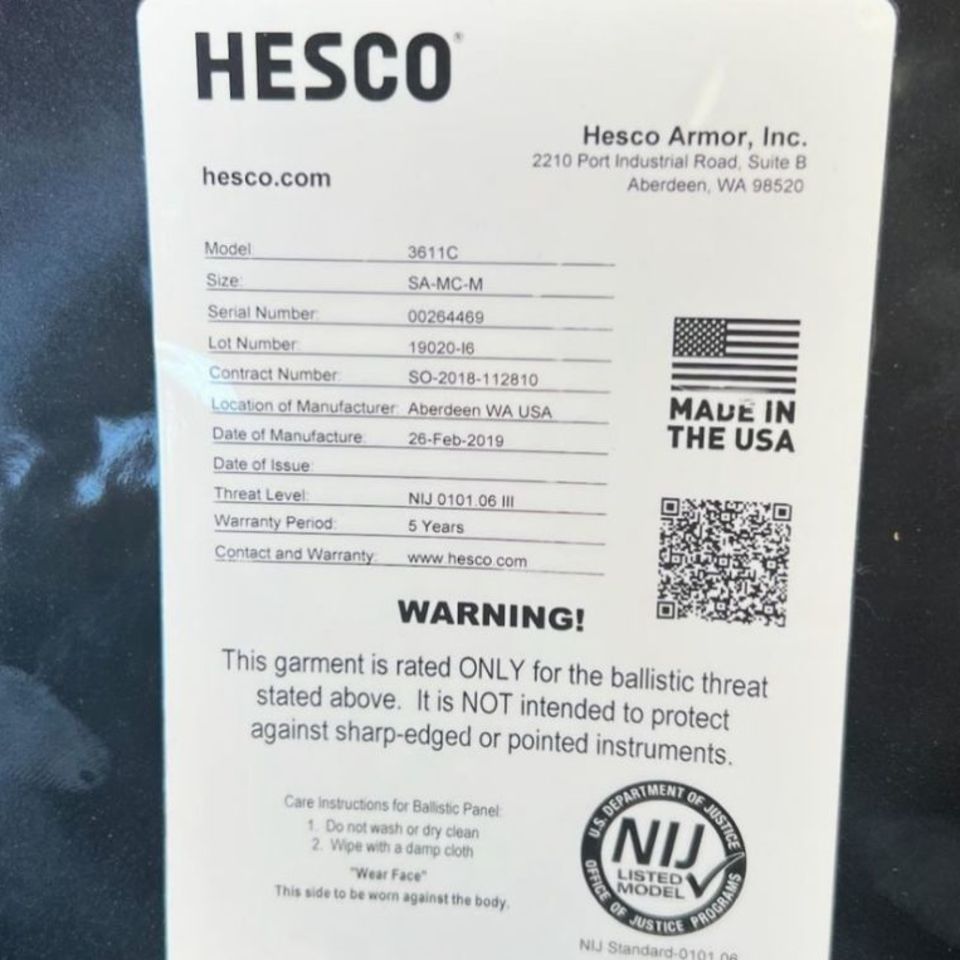 HESCO®
Hesco Armor, Inc.
2210 Port Industrial Road, Suite B
Aberdeen, WA 98520
hesco.com
Model: 3611C
Size: SA-MC-M
Serial Number: 00264469
Lot Number: 19020-I6
Contract Number: SO-2018-112810
Location of Manufacturer: Aberdeen WA USA
Date of Manufacture: 26-Feb-2019
Date of Issue:
Threat Level: NIJ 0101.06 III
Warranty Period: 5 Years
Contact and Warranty: www.hesco.com
MADE IN
THE USA
WARNING!
This garment is rated ONLY for the ballistic threat
stated above. It is NOT intended to protect
against sharp-edged or pointed instruments.
Care Instructions for Ballistic Panel:
1. Do not wash or dry clean
2. Wipe with a damp cloth
"Wear Face"
This side to be worn against the body.
U.S. DEPARTMENT OF JUSTICE
NIJ
LISTED
MODEL
OFFICE OF JUSTICE PROGRAMS
NIJ Standard-0101.06